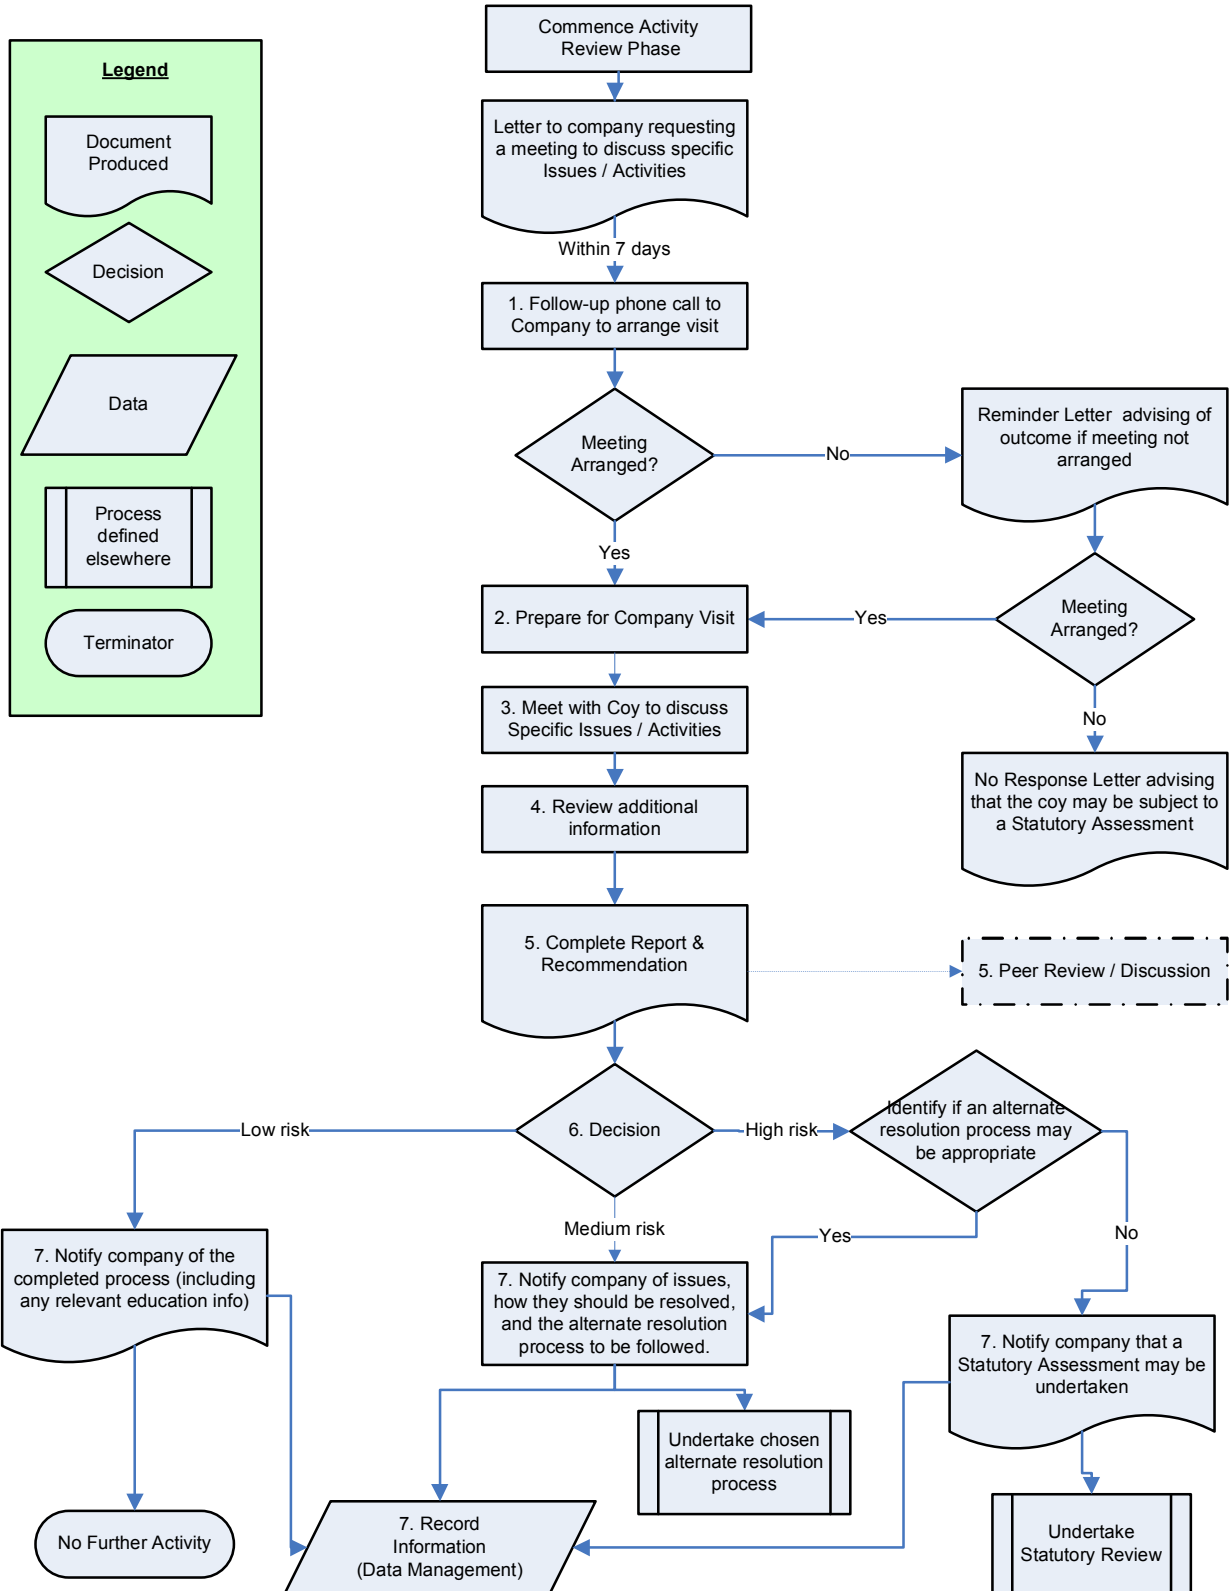 Legend
Document
Produced
Decision
Data
Process
defined
elsewhere
Terminator
Commence Activity
Review Phase
Letter to company requesting
a meeting to discuss specific
Issues / Activities
Within 7 days
1. Follow-up phone call to
Company to arrange visit
Meeting
Arranged?
No
Reminder Letter advising of
outcome if meeting not
arranged
Yes
Meeting
Arranged?
Yes
2. Prepare for Company Visit
No
No Response Letter advising
that the coy may be subject to
a Statutory Assessment
3. Meet with Coy to discuss
Specific Issues / Activities
4. Review additional
information
5. Complete Report &
Recommendation
5. Peer Review / Discussion
6. Decision
Low risk
High risk
Identify if an alternate
resolution process may
be appropriate
Medium risk
Yes
No
7. Notify company of the
completed process (including
any relevant education info)
7. Notify company of issues,
how they should be resolved,
and the alternate resolution
process to be followed.
7. Notify company that a
Statutory Assessment may be
undertaken
Undertake chosen
alternate resolution
process
No Further Activity
7. Record
Information
(Data Management)
Undertake
Statutory Review